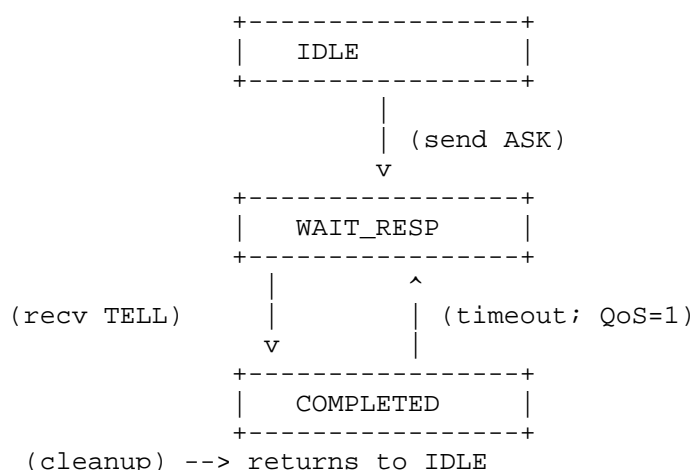 IDLE
(send ASK)
WAIT_RESP
(recv TELL) (timeout; QoS=1)
COMPLETED
(cleanup) --> returns to IDLE